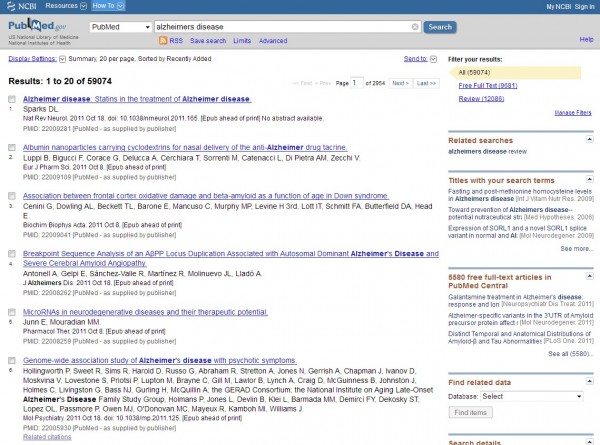 NCBI Resources How To My NCBI Sign In
PubMed.gov
US National Library of Medicine
National Institutes of Health
PubMed alzheimers disease Search
RSS Save search Limits Advanced Help
Display Settings: Summary, 20 per page, Sorted by Recently Added Send to:
Results: 1 to 20 of 59074
<< First < Prev Page 1 of 2954 Next > Last >>
Alzheimer disease: Statins in the treatment of Alzheimer disease.
1. Sparks DL.
Nat Rev Neurol. 2011 Oct 18. doi: 10.1038/nrneurol.2011.165. [Epub ahead of print] No abstract available.
PMID: 22009281 [PubMed - as supplied by publisher]
Albumin nanoparticles carrying cyclodextrins for nasal delivery of the anti-Alzheimer drug tacrine.
2. Luppi B, Bigucci F, Corace G, Delucca A, Cerchiara T, Sorrenti M, Catenacci L, Di Pietra AM, Zecchi V.
Eur J Pharm Sci. 2011 Oct 8. [Epub ahead of print]
PMID: 22009109 [PubMed - as supplied by publisher]
Association between frontal cortex oxidative damage and beta-amyloid as a function of age in Down syndrome.
3. Cenini G, Dowling AL, Beckett TL, Barone E, Mancuso C, Murphy MP, Levine H 3rd, Lott IT, Schmitt FA, Butterfield DA, Head
E.
Biochim Biophys Acta. 2011 Oct 8. [Epub ahead of print]
PMID: 22009041 [PubMed - as supplied by publisher]
Breakpoint Sequence Analysis of an AβPP Locus Duplication Associated with Autosomal Dominant Alzheimer's Disease and
Severe Cerebral Amyloid Angiopathy.
4. Antonell A, Gelpi E, Sánchez-Valle R, Martínez R, Molinuevo JL, Lladó A.
J Alzheimers Dis. 2011 Oct 18. [Epub ahead of print]
PMID: 22008262 [PubMed - as supplied by publisher]
MicroRNAs in neurodegenerative diseases and their therapeutic potential.
5. Junn E, Mouradian MM.
Pharmacol Ther. 2011 Oct 8. [Epub ahead of print]
PMID: 22008259 [PubMed - as supplied by publisher]
Genome-wide association study of Alzheimer's disease with psychotic symptoms.
6. Hollingworth P, Sweet R, Sims R, Harold D, Russo G, Abraham R, Stretton A, Jones N, Gerrish A, Chapman J, Ivanov D,
Moskvina V, Lovestone S, Priotsi P, Lupton M, Brayne C, Gill M, Lawlor B, Lynch A, Craig D, McGuinness B, Johnston J,
Holmes C, Livingston G, Bass NJ, Gurling H, McQuillin A, the GERAD Consortium; the National Institute on Aging Late-Onset
Alzheimer's Disease Family Study Group, Holmans P, Jones L, Devlin B, Klei L, Barmada MM, Demirci FY, Dekosky ST,
Lopez OL, Passmore P, Owen MJ, O'Donovan MC, Mayeux R, Kamboh MI, Williams J.
Mol Psychiatry. 2011 Oct 18. doi: 10.1038/mp.2011.125. [Epub ahead of print]
PMID: 22005930 [PubMed - as supplied by publisher]
Related citations
Filter your results:
All (59074)
Free Full Text (9681)
Review (12086)
Manage Filters
Related searches
alzheimers disease review
Titles with your search terms
Fasting and post-methionine homocysteine levels
in Alzheimers disease [Int J Vitam Nutr Res. 2009]
Toward prevention of Alzheimers disease--
potential nutraceutical stra [Med Hypotheses. 2006]
Expression of SORL1 and a novel SORL1 splice
variant in normal and Al: [Mol Neurodegener. 2009]
See more...
5580 free full-text articles in
PubMed Central
Galantamine treatment in Alzheimer's disease:
response and lon [Neuropsychiatr Dis Treat. 2011]
Specific variants in the 3'UTR of Amyloid
precursor protein affect [Mol Neurodegener. 2011]
Distinct Temporal and Anatomical Distributions
of Amyloid-β and Tau Abnormalitie: [PLoS One. 2011]
See all (5580)...
Find related data
Database: Select
Find items
Search details